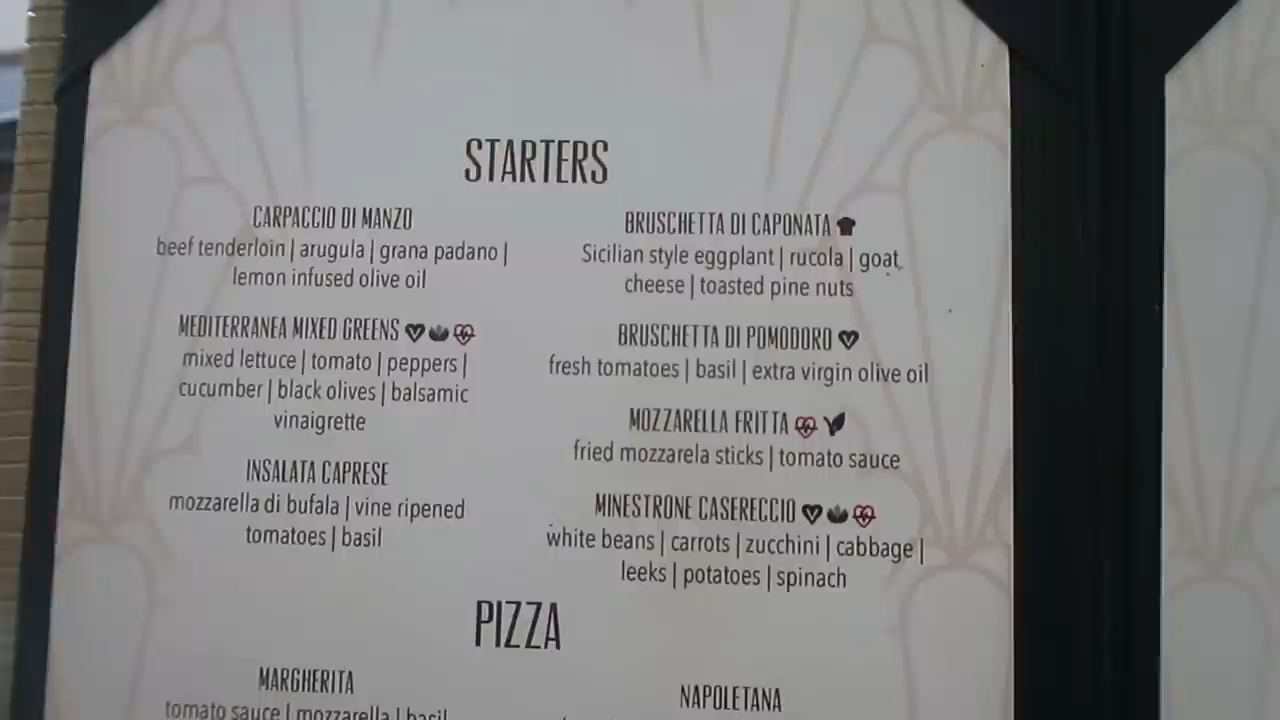 STARTERS
CARPACCIO DI MANZO
beef tenderloin | arugula | grana padano |
lemon infused olive oil
MEDITERRANEA MIXED GREENS
mixed lettuce | tomato | peppers |
cucumber | black olives | balsamic
vinaigrette
INSALATA CAPRESE
mozzarella di bufala | vine ripened
tomatoes | basil
BRUSCHETTA DI CAPONATA
Sicilian style eggplant | rucola | goat
cheese | toasted pine nuts
BRUSCHETTA DI POMODORO
fresh tomatoes | basil | extra virgin olive oil
MOZZARELLA FRITTA
fried mozzarela sticks | tomato sauce
MINESTRONE CASERECCIO
white beans | carrots | zucchini | cabbage |
leeks | potatoes | spinach
PIZZA
MARGHERITA
tomato sauce | mozzarella | basil
NAPOLETANA